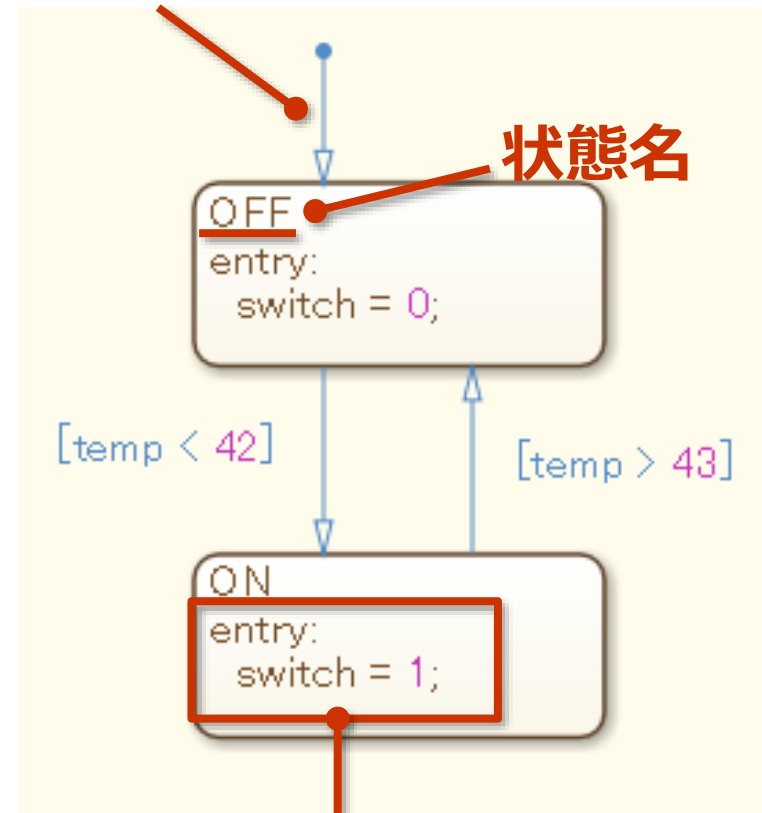 状態名
OFF
entry:
switch = 0;
[temp < 42]
[temp > 43]
ON
entry:
switch = 1;